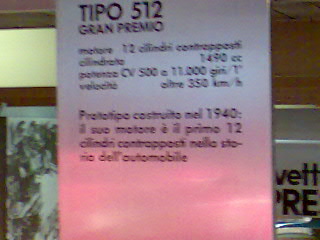 TIPO 512
GRAN PREMIO
motore 12 cilindri contrapposti
cilindrata 1490 cc
potenza CV 500 a 11.000 giri/1'
velocità oltre 350 km/h
Prototipo costruito nel 1940:
il suo motore è il primo 12
cilindri contrapposti nella sto-
ria dell'automobile
vett
PRE